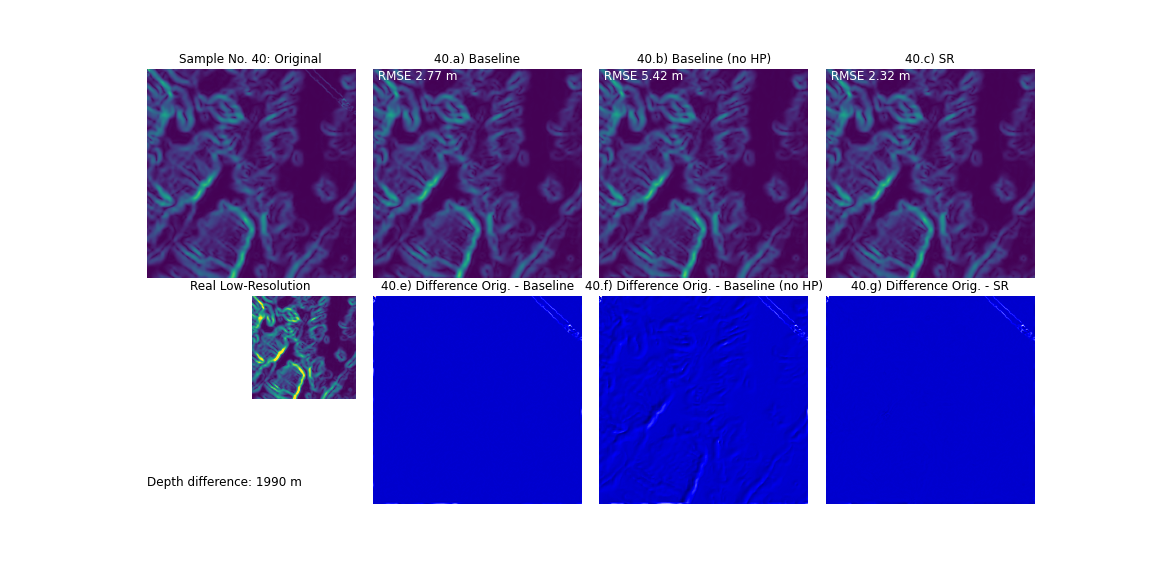 Sample No. 40: Original
40.a) Baseline
40.b) Baseline (no HP)
40.c) SR
RMSE 2.77 m
RMSE 5.42 m
RMSE 2.32 m
Real Low-Resolution
40.e) Difference Orig. - Baseline
40.f) Difference Orig. - Baseline (no HP)
40.g) Difference Orig. - SR
Depth difference: 1990 m